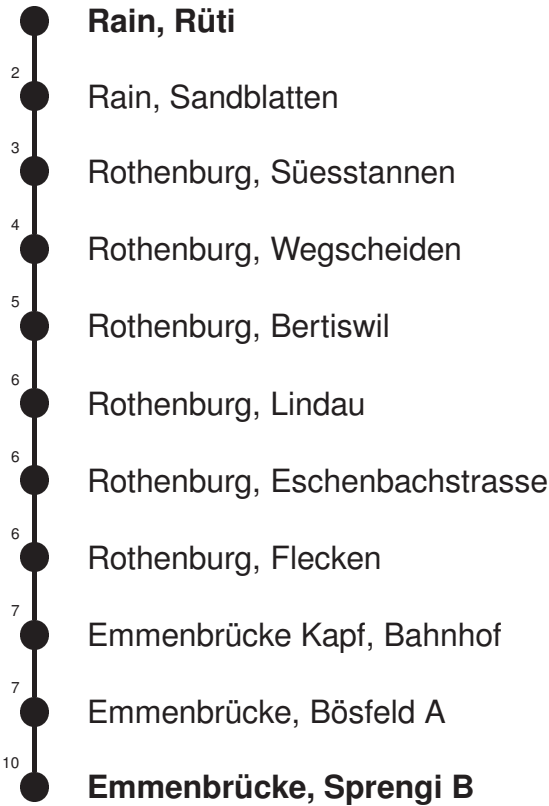 Rain, Rüti
2 Rain, Sandblatten
3 Rothenburg, Süesstannen
4 Rothenburg, Wegscheiden
5 Rothenburg, Bertiswil
6 Rothenburg, Lindau
6 Rothenburg, Eschenbachstrasse
6 Rothenburg, Flecken
7 Emmenbrücke Kapf, Bahnhof
7 Emmenbrücke, Bösfeld A
10 Emmenbrücke, Sprengi B